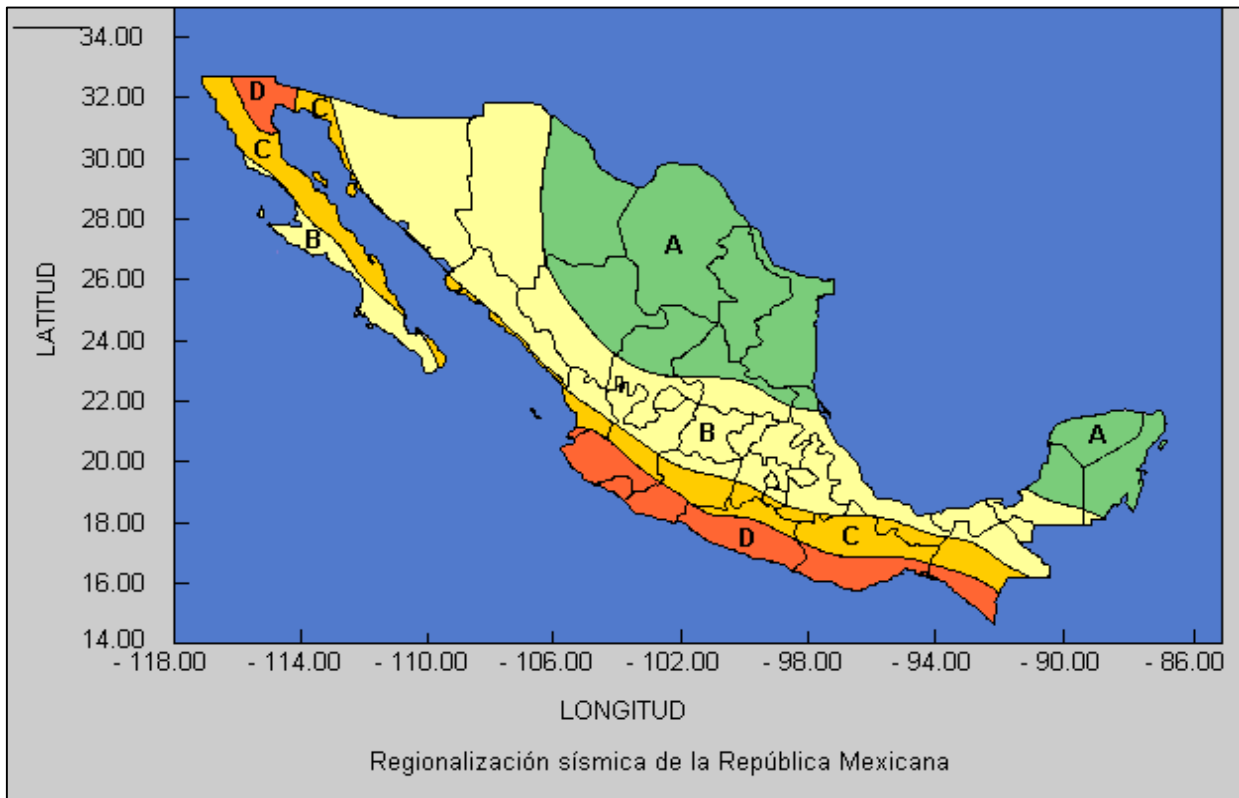 34.00
32.00
30.00
28.00
26.00
24.00
22.00
20.00
18.00
16.00
14.00
LATITUD
D
C
C
B
A
B
A
C
D
- 118.00 - 114.00 - 110.00 - 106.00 - 102.00 - 98.00 - 94.00 - 90.00 - 86.00
LONGITUD
Regionalización sísmica de la República Mexicana